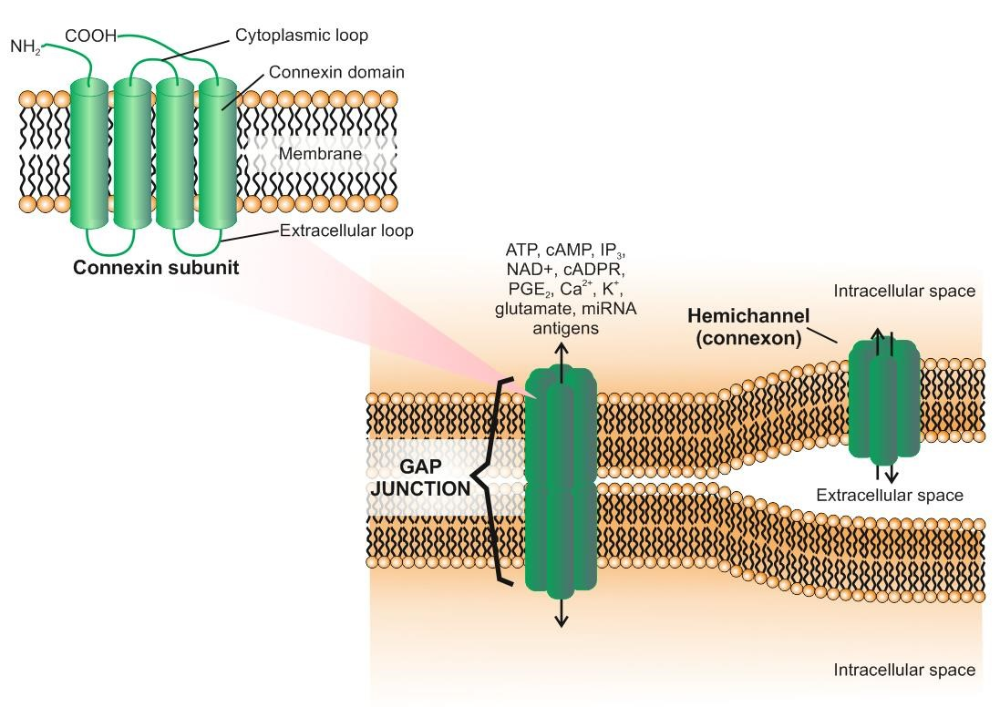 NH₂
COOH
Cytoplasmic loop
Connexin domain
Membrane
Extracellular loop
Connexin subunit
ATP, cAMP, IP₃,
NAD+, cADPR,
PGE₂, Ca²⁺, K⁺,
glutamate, miRNA
antigens
Intracellular space
Hemichannel
(connexon)
GAP
JUNCTION
Extracellular space
Intracellular space